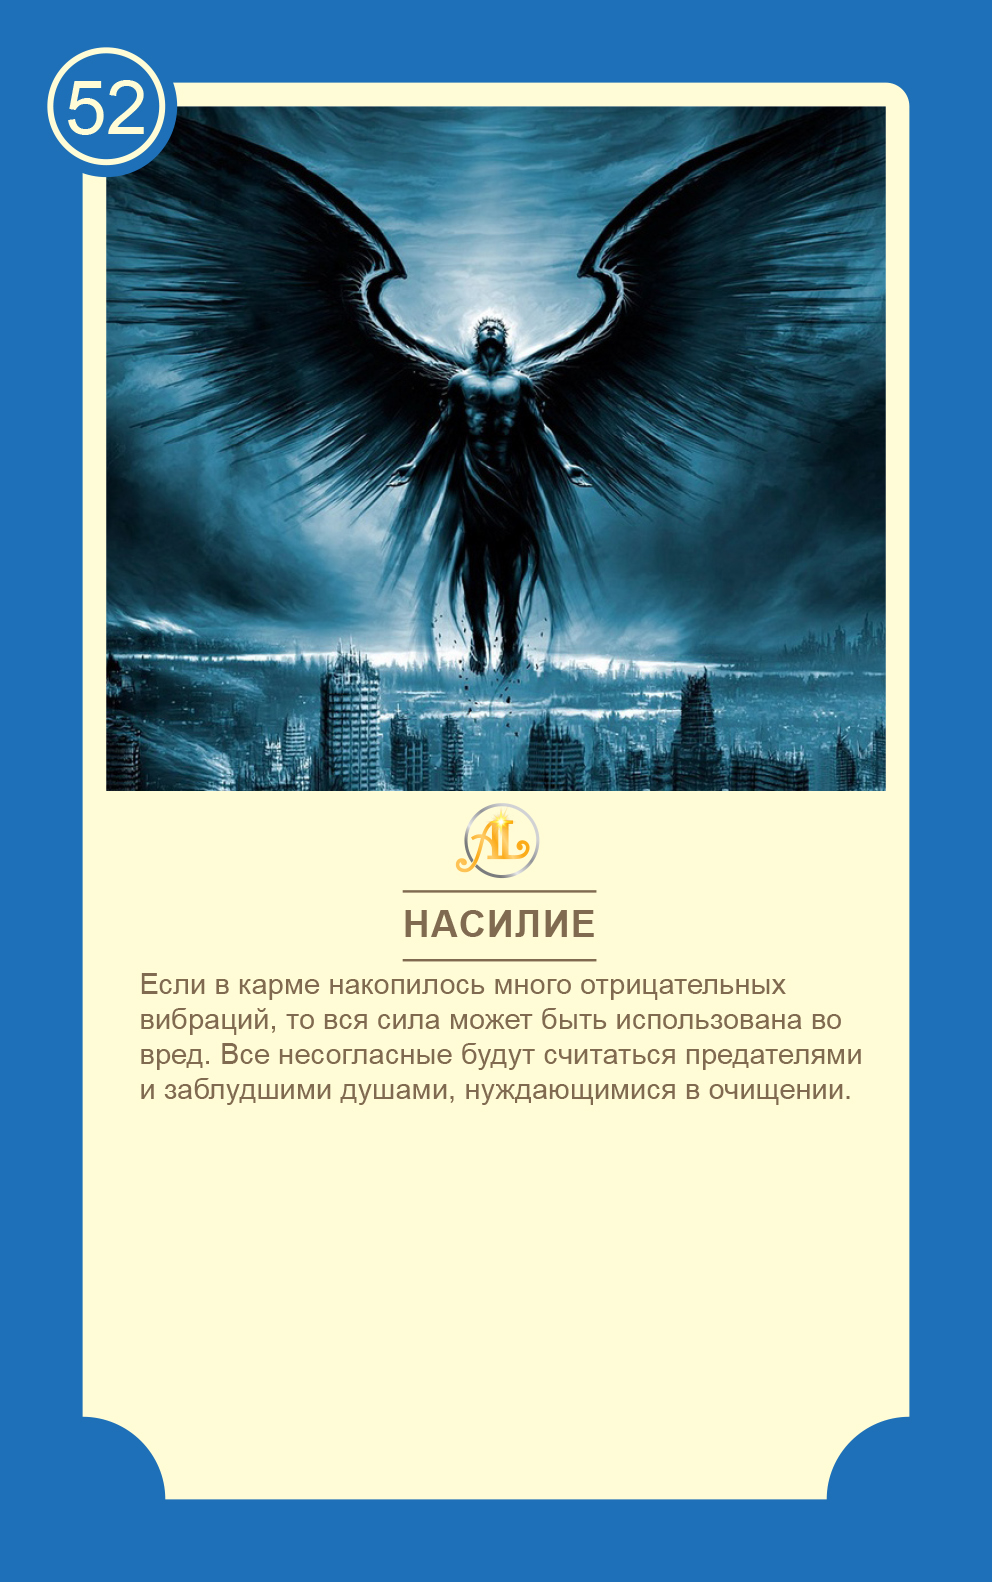 52
AL
НАСИЛИЕ
Если в карме накопилось много отрицательных
вибраций, то вся сила может быть использована во
вред. Все несогласные будут считаться предателями
и заблудшими душами, нуждающимися в очищении.